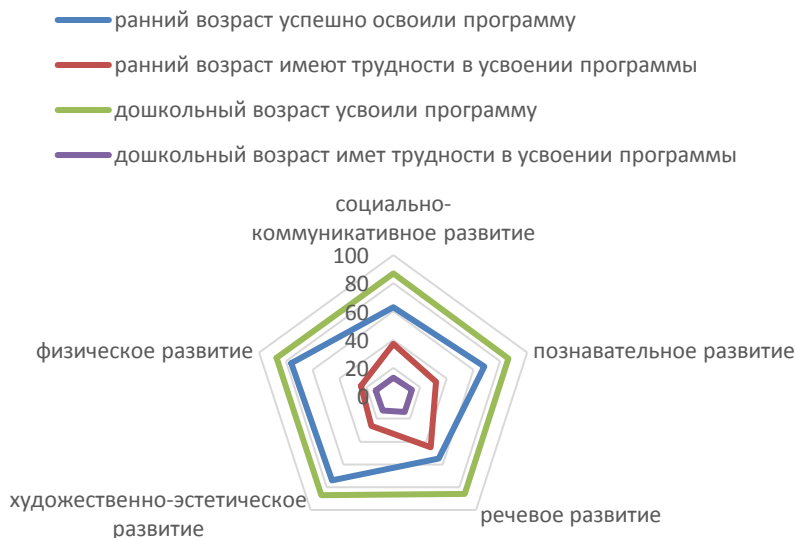 ранний возраст успешно освоили программу
ранний возраст имеют трудности в усвоении программы
дошкольный возраст усвоили программу
дошкольный возраст имет трудности в усвоении программы
социально-
коммуникативное развитие
100
80
60
40
20
0
физическое развитие
познавательное развитие
художественно-эстетическое
развитие
речевое развитие